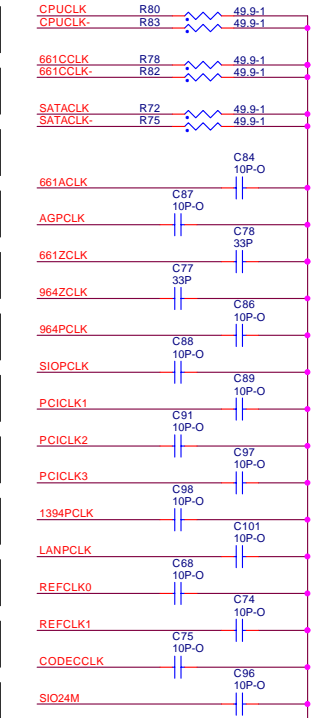 CPUCLK R80 49.9-1
CPUCLK- R83 49.9-1
661CCLK R78 49.9-1
661CCLK- R82 49.9-1
SATACLK R72 49.9-1
SATACLK- R75 49.9-1
C84
10P-O
661ACLK
C87
10P-O
AGPCLK
C78
33P
661ZCLK
C77
33P
964ZCLK
C86
10P-O
964PCLK
C88
10P-O
SIOPCLK
C89
10P-O
PCICLK1
C91
10P-O
PCICLK2
C97
10P-O
PCICLK3
C98
10P-O
1394PCLK
C101
10P-O
LANPCLK
C68
10P-O
REFCLK0
C74
10P-O
REFCLK1
C75
10P-O
CODECCLK
C96
10P-O
SIO24M